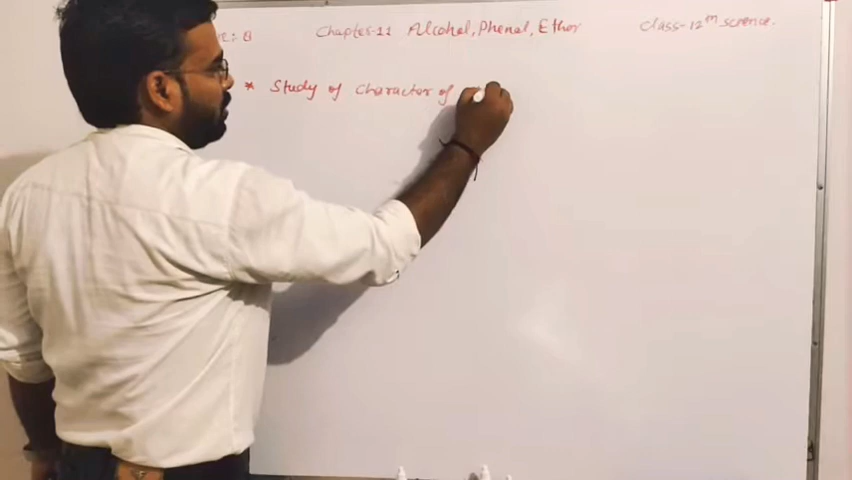 Chapter-11 Alcohol, Phenol, Ether Class-12th science.
* Study of Character of